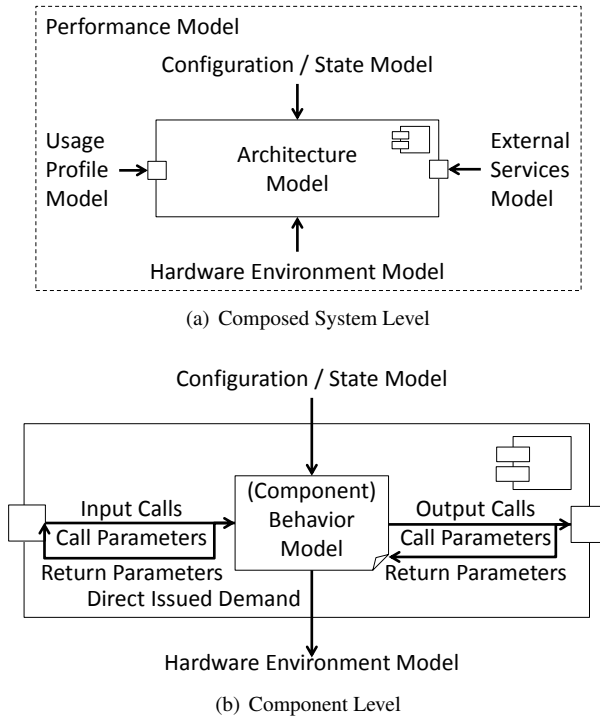 Performance Model
Configuration / State Model
Usage
Profile
Model
Architecture
Model
External
Services
Model
Hardware Environment Model
(a) Composed System Level
Configuration / State Model
Input Calls
Call Parameters
Return Parameters
(Component)
Behavior
Model
Output Calls
Call Parameters
Return Parameters
Direct Issued Demand
Hardware Environment Model
(b) Component Level